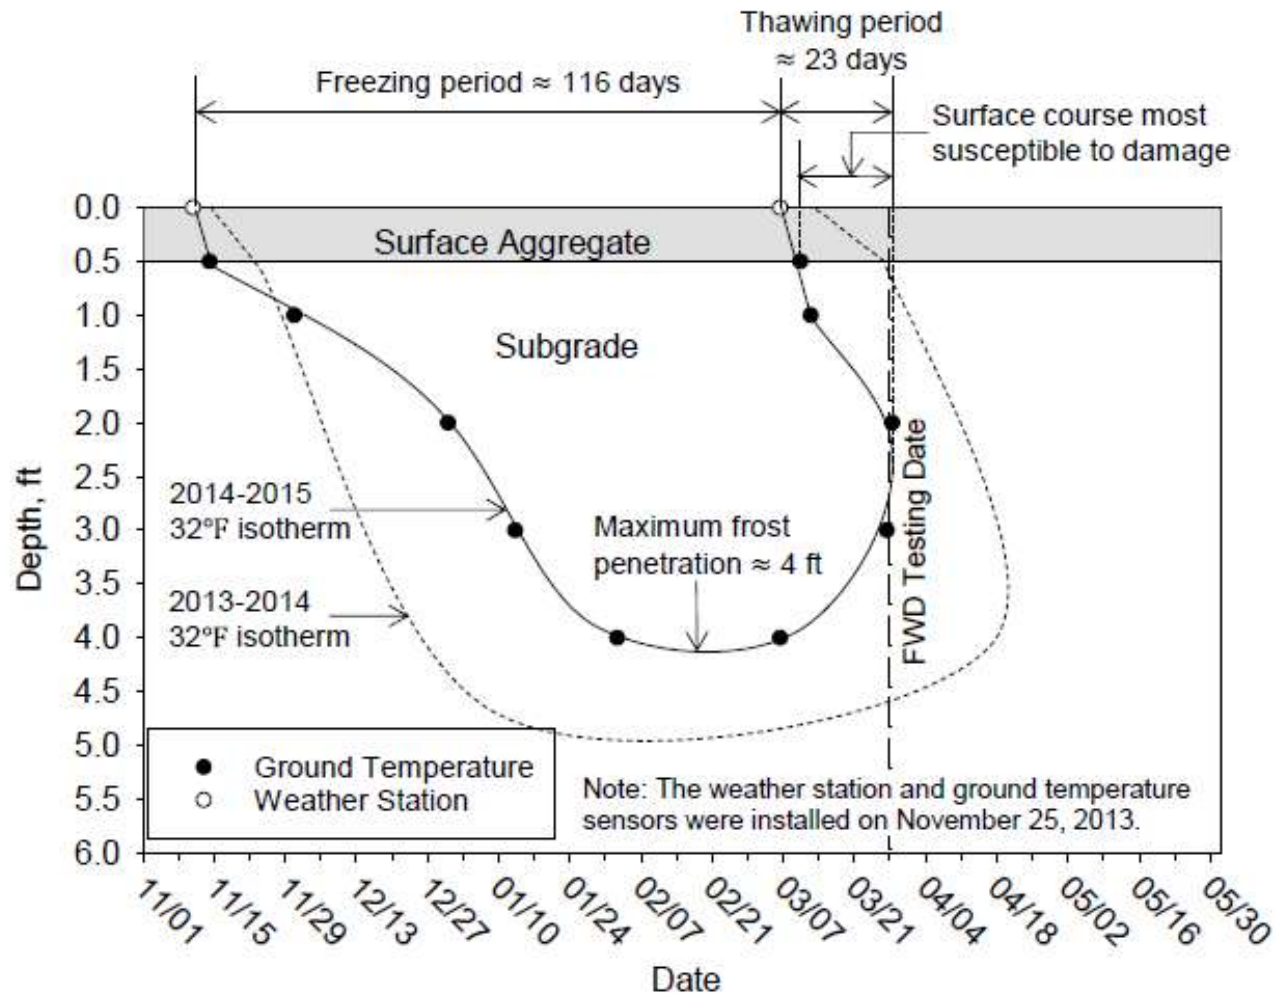 Thawing period
≈ 23 days
Freezing period ≈ 116 days
Surface course most
susceptible to damage
0.0
0.5
1.0
1.5
2.0
2.5
3.0
3.5
4.0
4.5
5.0
5.5
6.0
Depth, ft
Surface Aggregate
Subgrade
2014-2015
32°F isotherm
2013-2014
32°F isotherm
Maximum frost
penetration ≈ 4 ft
FWD Testing Date
Ground Temperature
Weather Station
Note: The weather station and ground temperature
sensors were installed on November 25, 2013.
11/01
11/15
11/29
12/13
12/27
01/10
01/24
02/07
02/21
03/07
03/21
04/04
04/18
05/02
05/16
05/30
Date